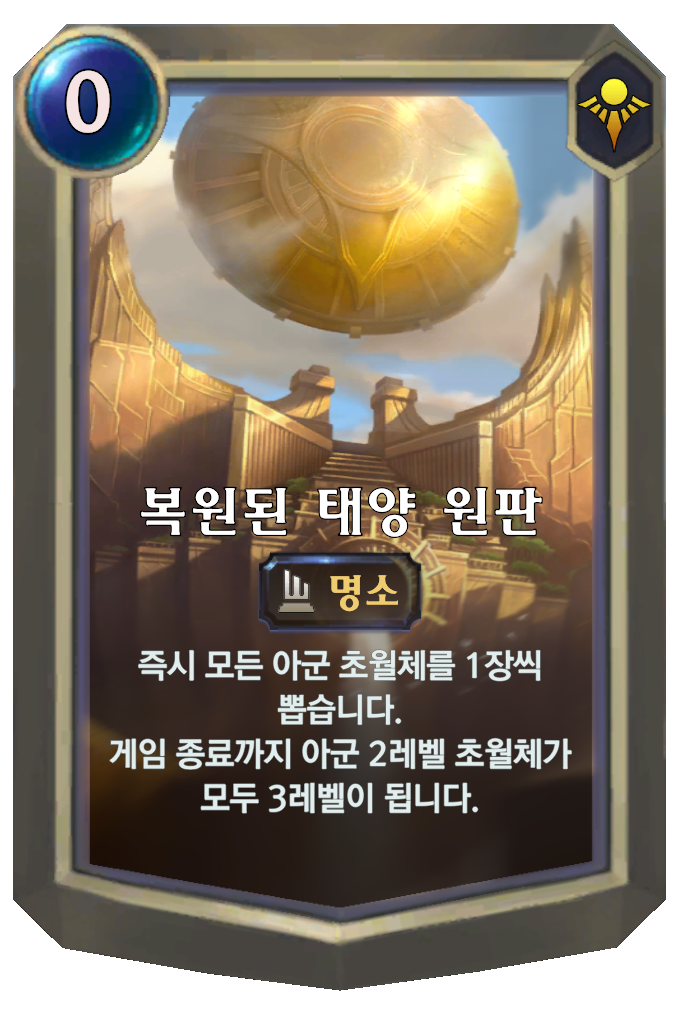 0
복원된 태양 원판
명소
즉시 모든 아군 초월체를 1장씩
뽑습니다.
게임 종료까지 아군 2레벨 초월체가
모두 3레벨이 됩니다.